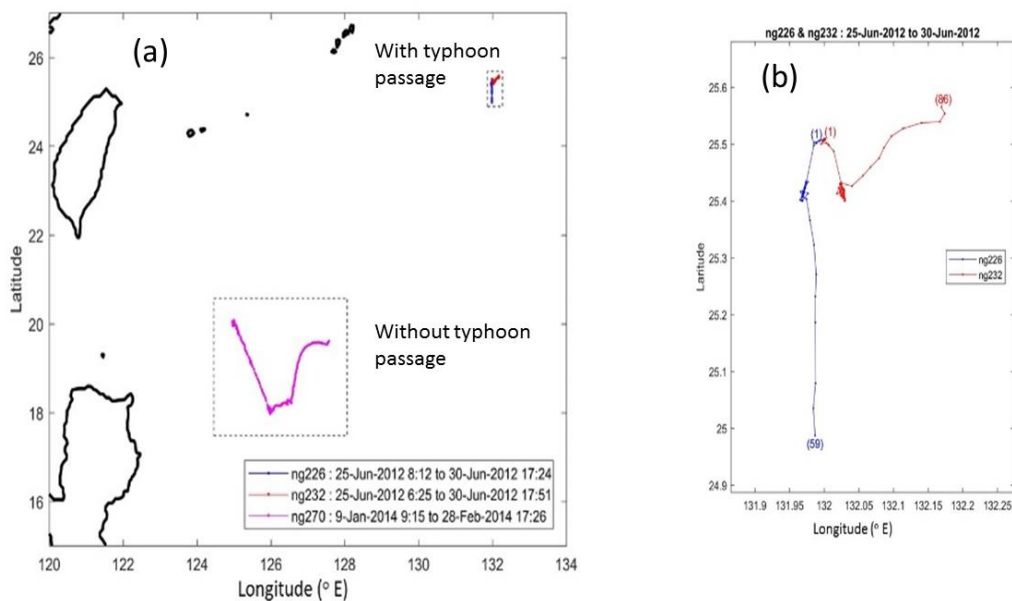 (a)
With typhoon
passage
Without typhoon
passage
26
24
22
20
18
16
Latitude
120
122
124
126
128
130
132
134
Longitude (° E)
ng226 : 25-Jun-2012 8:12 to 30-Jun-2012 17:24
ng232 : 25-Jun-2012 6:25 to 30-Jun-2012 17:51
ng270 : 9-Jan-2014 9:15 to 28-Feb-2014 17:26
ng226 & ng232 : 25-Jun-2012 to 30-Jun-2012
(b)
25.6
25.5
25.4
25.3
25.2
25.1
25
24.9
Laritude
(86)
(1)
(1)
(59)
ng226
ng232
131.9
131.95
132
132.05
132.1
132.15
132.2
132.25
Longitude (° E)